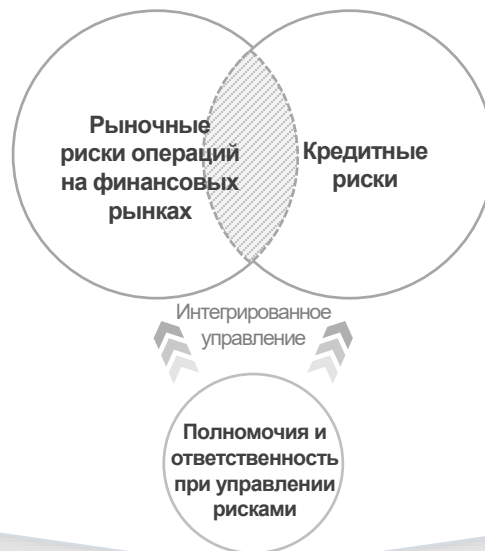 Рыночные
риски операций
на финансовых
рынках
Кредитные
риски
Интегрированное
управление
Полномочия и
ответственность
при управлении
рисками